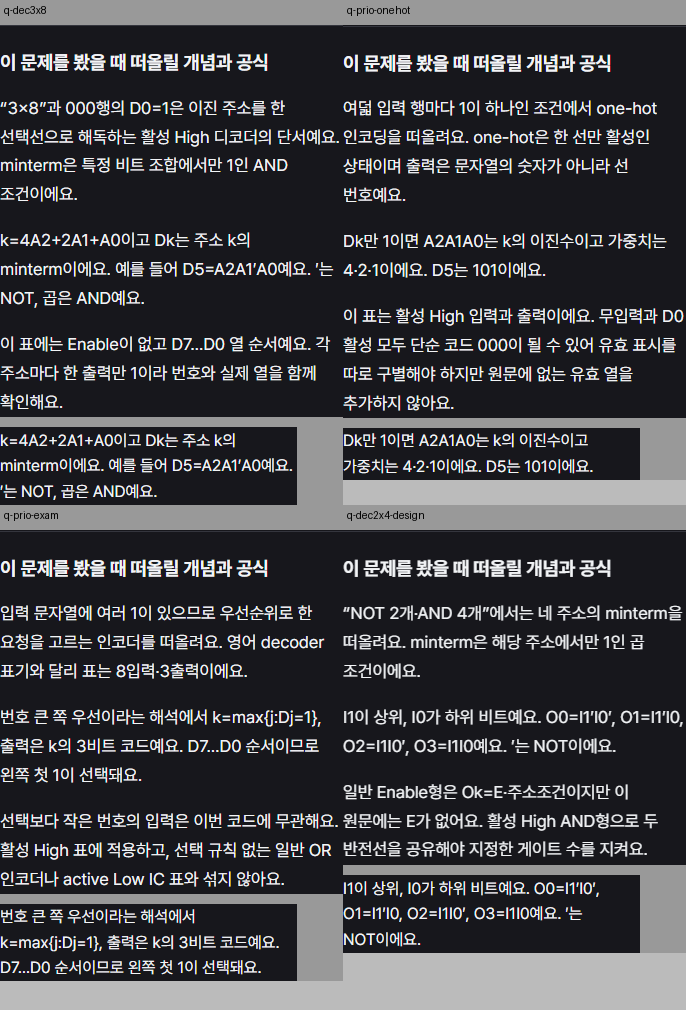 q-dec3x8
이 문제를 봤을 때 떠올릴 개념과 공식
“3×8”과 000행의 D0=1은 이진 주소를 한
선택선으로 해독하는 활성 High 디코더의 단서예요.
minterm은 특정 비트 조합에서만 1인 AND
조건이에요.
k=4A2+2A1+A0이고 Dk는 주소 k의
minterm이에요. 예를 들어 D5=A2A1′A0예요. ′는
NOT, 곱은 AND예요.
이 표에는 Enable이 없고 D7…D0 열 순서예요. 각
주소마다 한 출력만 1이라 번호와 실제 열을 함께
확인해요.
k=4A2+2A1+A0이고 Dk는 주소 k의
minterm이에요. 예를 들어 D5=A2A1′A0예요.
′는 NOT, 곱은 AND예요.
q-prio-onehot
이 문제를 봤을 때 떠올릴 개념과 공식
여덟 입력 행마다 1이 하나인 조건에서 one-hot
인코딩을 떠올려요. one-hot은 한 선만 활성인
상태이며 출력은 문자열의 숫자가 아니라 선
번호예요.
Dk만 1이면 A2A1A0는 k의 이진수이고 가중치는
4·2·1이에요. D5는 101이에요.
이 표는 활성 High 입력과 출력이에요. 무입력과 D0
활성 모두 단순 코드 000이 될 수 있어 유효 표시를
따로 구별해야 하지만 원문에 없는 유효 열을
추가하지 않아요.
Dk만 1이면 A2A1A0는 k의 이진수이고
가중치는 4·2·1이에요. D5는 101이에요.
q-prio-exam
이 문제를 봤을 때 떠올릴 개념과 공식
입력 문자열에 여러 1이 있으므로 우선순위로 한
요청을 고르는 인코더를 떠올려요. 영어 decoder
표기와 달리 표는 8입력·3출력이에요.
번호 큰 쪽 우선이라는 해석에서 k=max{j:Dj=1},
출력은 k의 3비트 코드예요. D7…D0 순서이므로
왼쪽 첫 1이 선택돼요.
선택보다 작은 번호의 입력은 이번 코드에 무관해요.
활성 High 표에 적용하고, 선택 규칙 없는 일반 OR
인코더나 active Low IC 표와 섞지 않아요.
번호 큰 쪽 우선이라는 해석에서
k=max{j:Dj=1}, 출력은 k의 3비트 코드예요.
D7…D0 순서이므로 왼쪽 첫 1이 선택돼요.
q-dec2x4-design
이 문제를 봤을 때 떠올릴 개념과 공식
“NOT 2개·AND 4개”에서는 네 주소의 minterm을
떠올려요. minterm은 해당 주소에서만 1인 곱
조건이에요.
I1이 상위, I0가 하위 비트예요. O0=I1′I0′, O1=I1′I0,
O2=I1I0′, O3=I1I0예요. ′는 NOT이에요.
일반 Enable형은 Ok=E·주소조건이지만 이
원문에는 E가 없어요. 활성 High AND형으로 두
반전선을 공유해야 지정한 게이트 수를 지켜요.
I1이 상위, I0가 하위 비트예요. O0=I1′I0′,
O1=I1′I0, O2=I1I0′, O3=I1I0예요. ′는
NOT이에요.